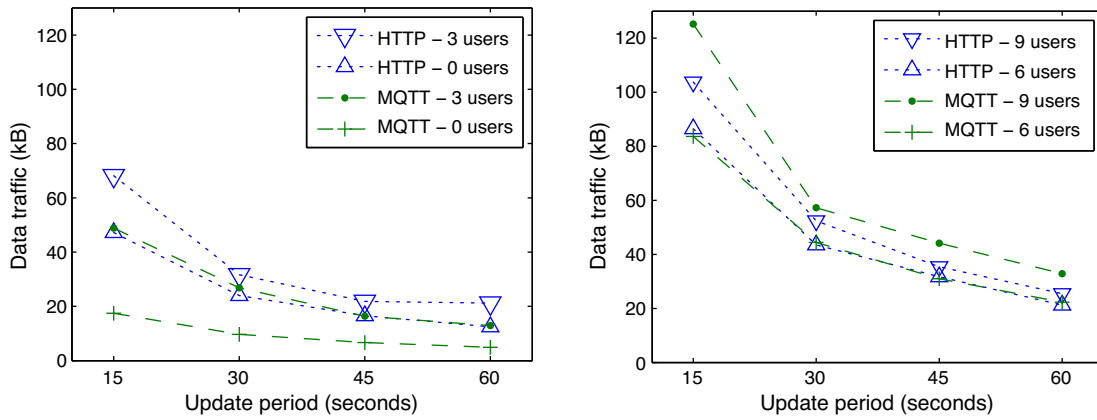 120
100
80
60
40
20
0
Data traffic (kB)
HTTP – 3 users
HTTP – 0 users
MQTT – 3 users
MQTT – 0 users
15 30 45 60
Update period (seconds)
120
100
80
60
40
20
0
Data traffic (kB)
HTTP – 9 users
HTTP – 6 users
MQTT – 9 users
MQTT – 6 users
15 30 45 60
Update period (seconds)